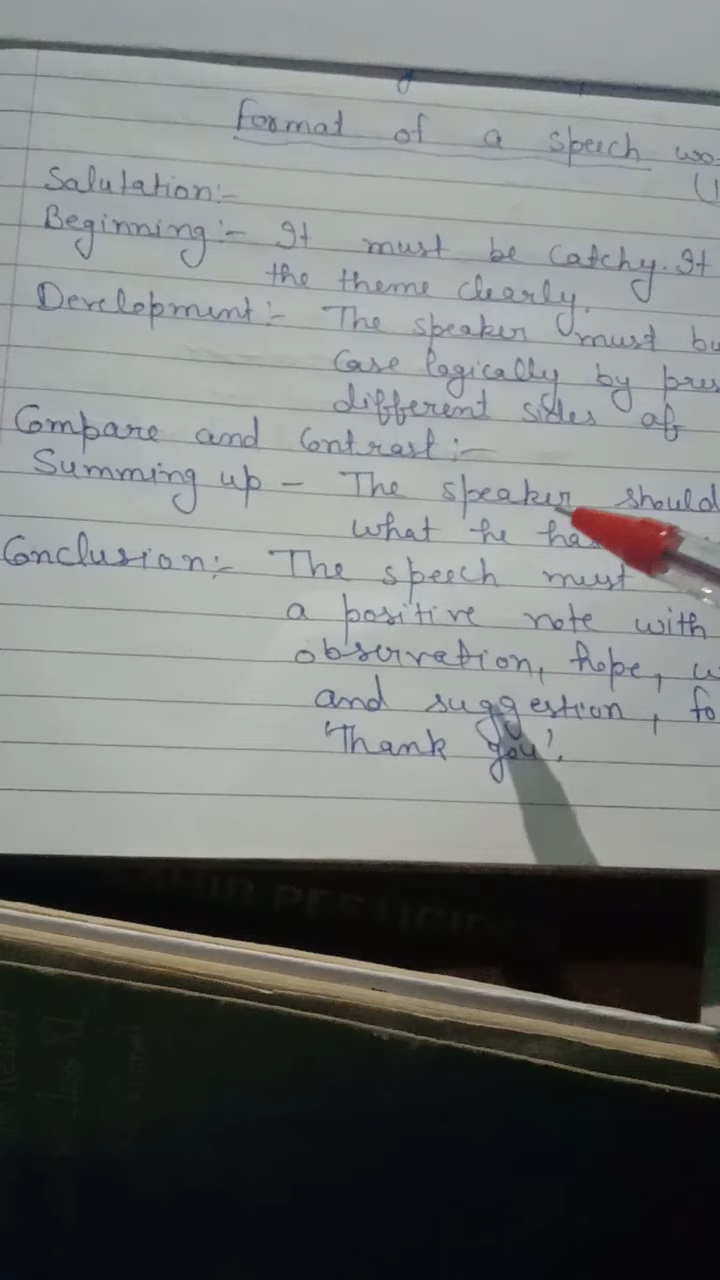 Format of a speech
Salutation:-
Beginning:- It must be catchy. It
the theme clearly.
Development:- The speaker must
case logically by
different sides of
Compare and Contrast:-
Summing up - The speaker should
what he
Conclusion:- The speech must
a positive note with
observation, hope,
and suggestion,
'Thank you'.